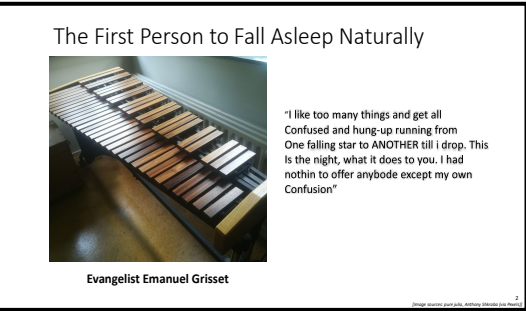 The First Person to Fall Asleep Naturally
"I like too many things and get all
Confused and hung-up running from
One falling star to ANOTHER till i drop. This
Is the night, what it does to you. I had
nothin to offer anybode except my own
Confusion"
Evangelist Emanuel Grisset
2
[Image sources: pure julia, Anthony Shkraba (via Pexels)]